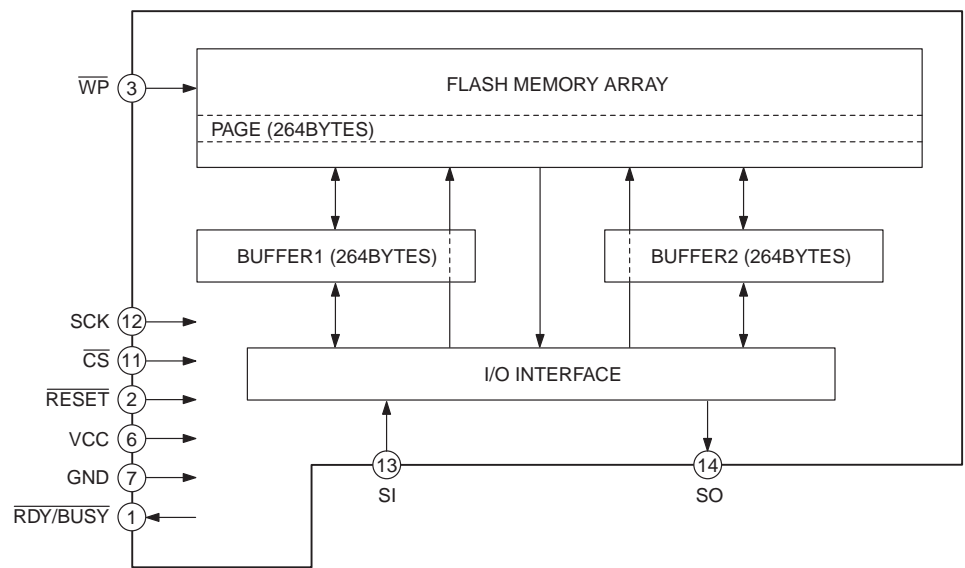 WP 3
FLASH MEMORY ARRAY
PAGE (264BYTES)
BUFFER1 (264BYTES)
BUFFER2 (264BYTES)
SCK 12
CS 11
I/O INTERFACE
RESET 2
VCC 6
GND 7
13
SI
14
SO
RDY/BUSY 1